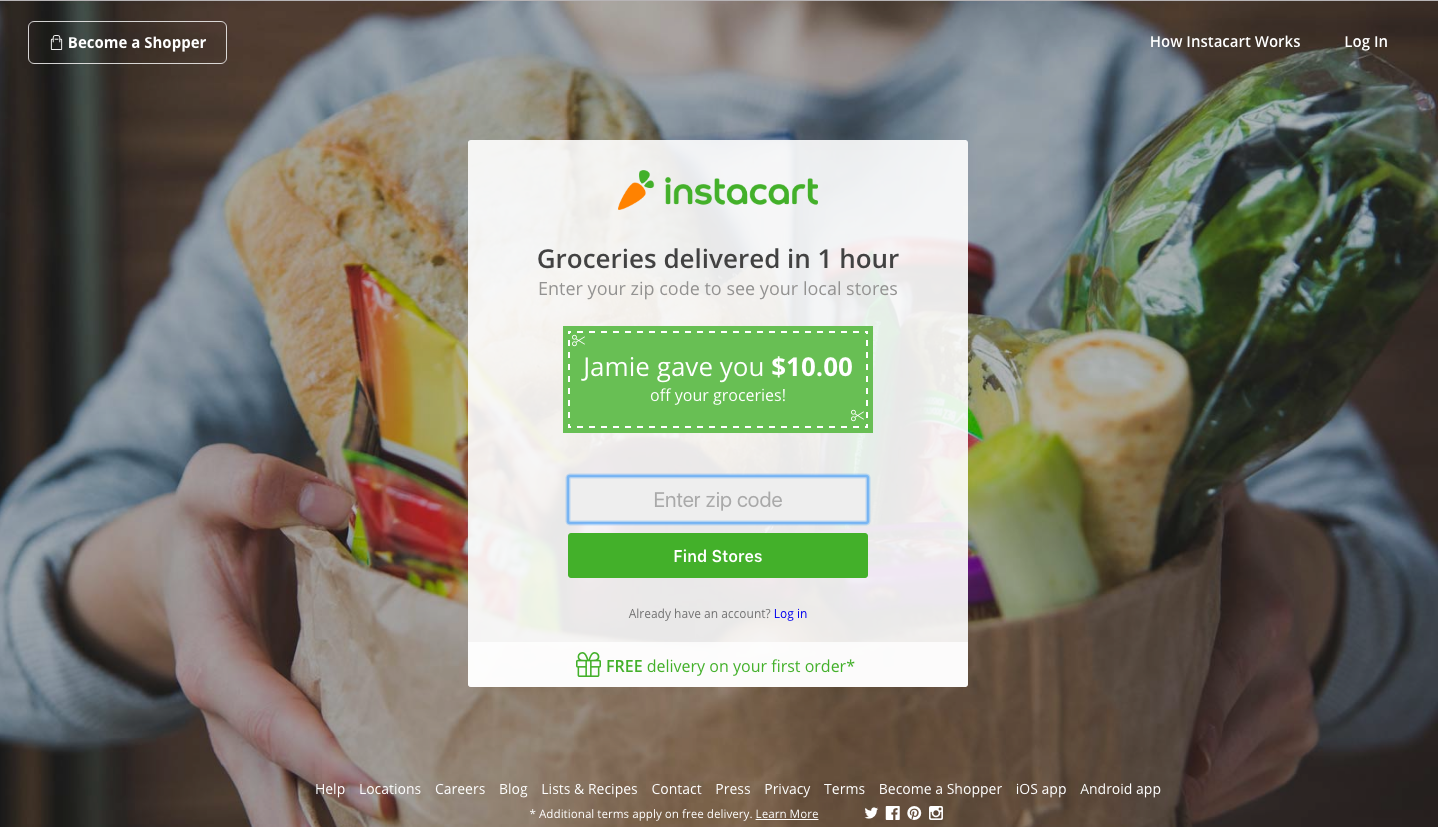 Become a Shopper
How Instacart Works
Log In
instacart
Groceries delivered in 1 hour
Enter your zip code to see your local stores
Jamie gave you $10.00
off your groceries!
Enter zip code
Find Stores
Already have an account? Log in
FREE delivery on your first order*
Help Locations Careers Blog Lists & Recipes Contact Press Privacy Terms Become a Shopper iOS app Android app
* Additional terms apply on free delivery. Learn More